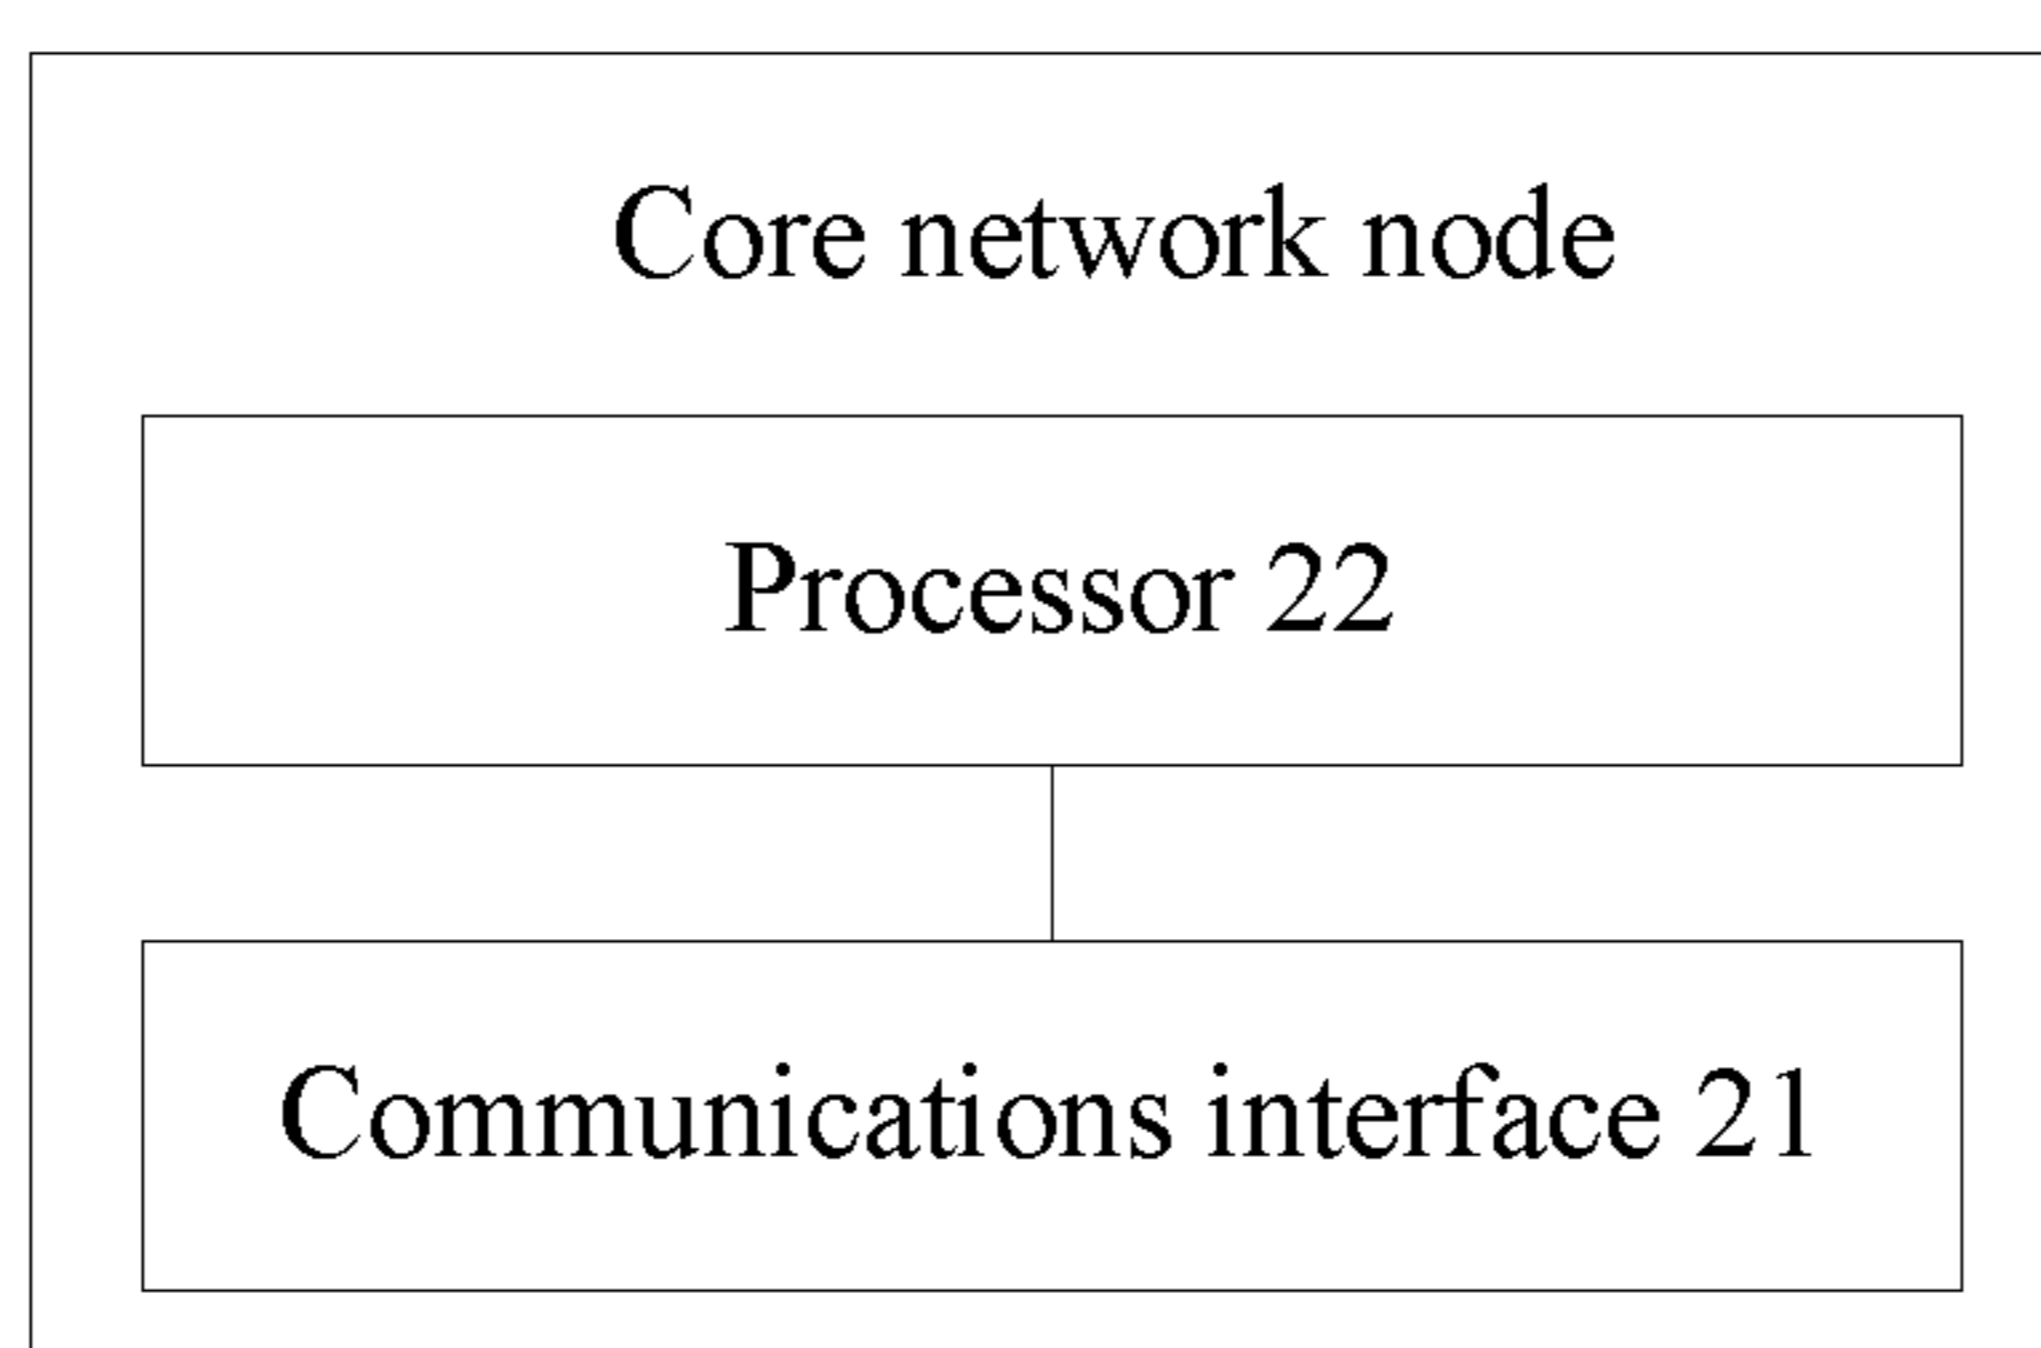 Core network node
Processor 22
Communications interface 21